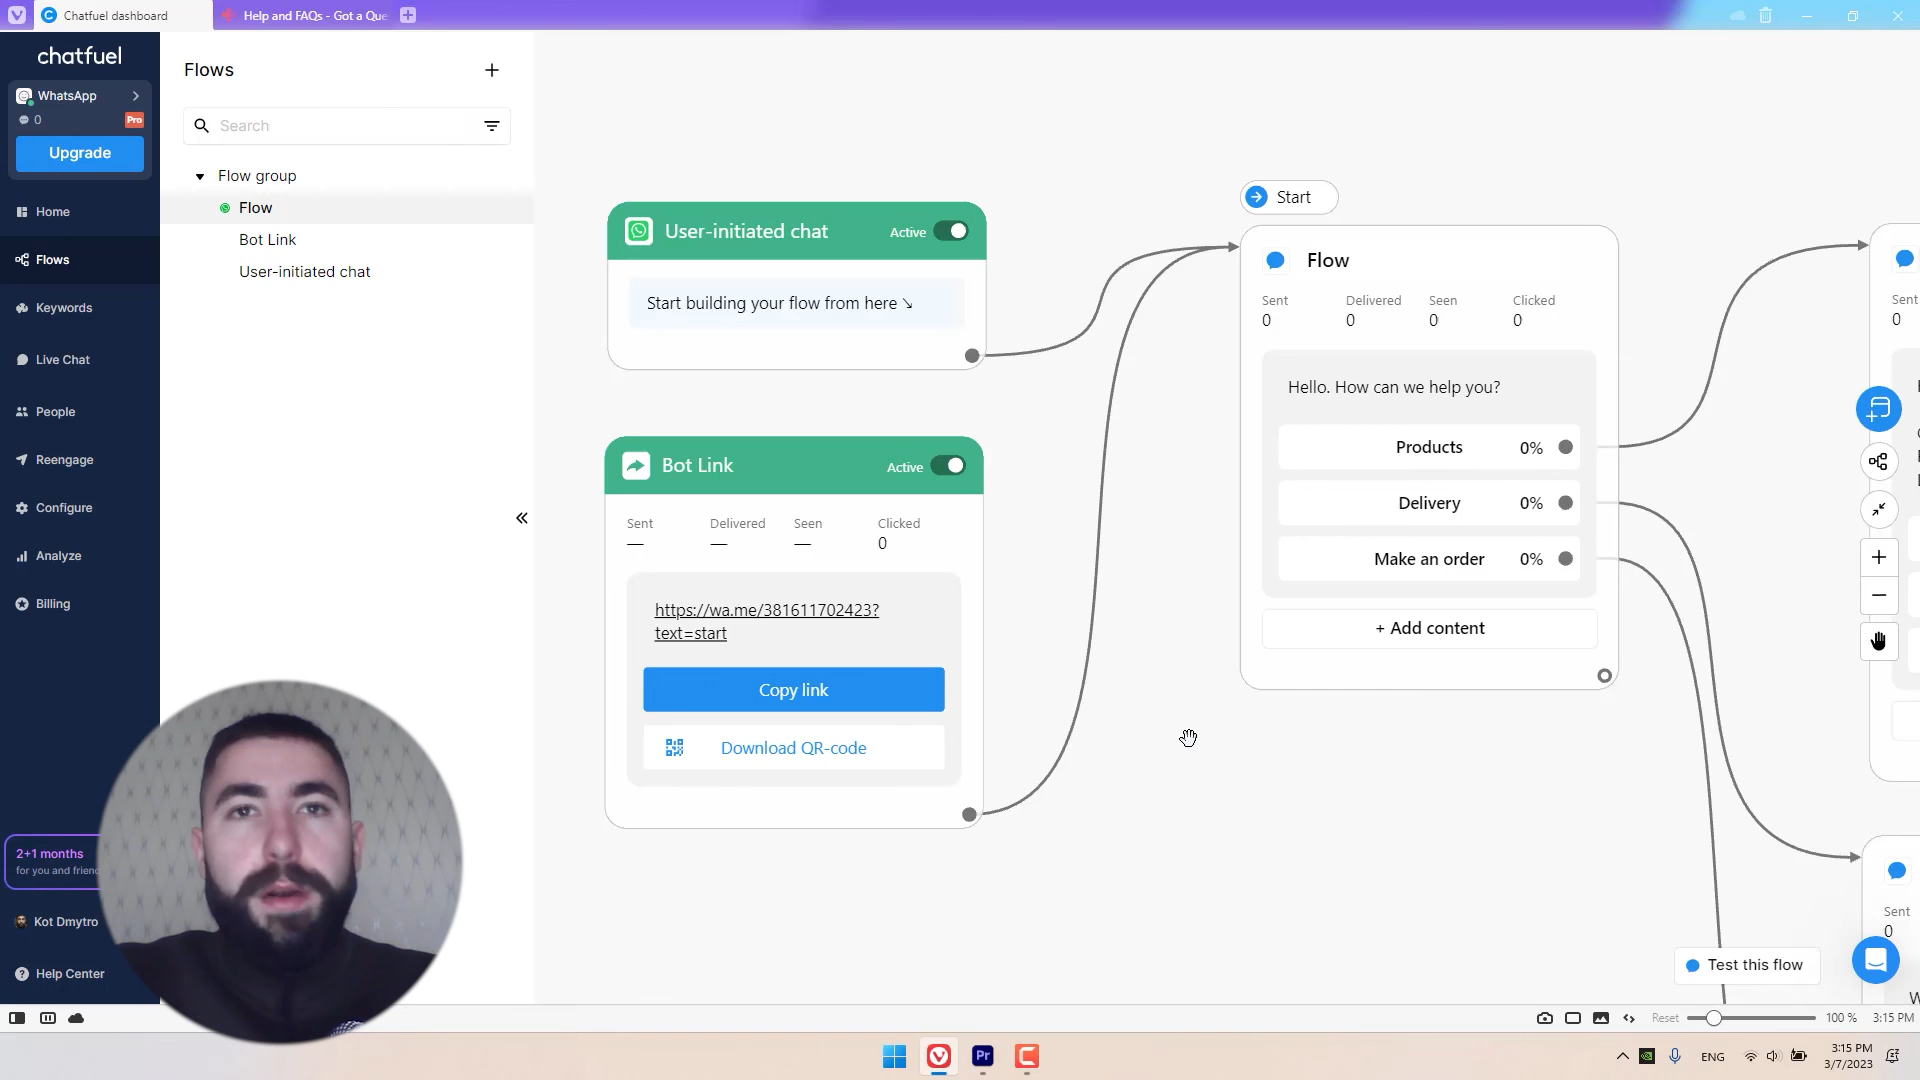 Chatfuel dashboard
Help and FAQs - Got a Que
chatfuel
WhatsApp
0
Pro
Upgrade
Home
Flows
Keywords
Live Chat
People
Reengage
Configure
Analyze
Billing
2+1 months
for you and friend
Kot Dmytro
Help Center
Flows
Search
Flow group
Flow
Bot Link
User-initiated chat
User-initiated chat
Active
Start building your flow from here ↘
Bot Link
Active
Sent
Delivered
Seen
Clicked
—
—
—
0
https://wa.me/381611702423?
text=start
Copy link
Download QR-code
Start
Flow
Sent
Delivered
Seen
Clicked
0
0
0
0
Hello. How can we help you?
Products 0%
Delivery 0%
Make an order 0%
+ Add content
Sent
0
Sent
0
W
Test this flow
Reset
100 %
3:15 PM
Pr
ENG
3:15 PM
3/7/2023